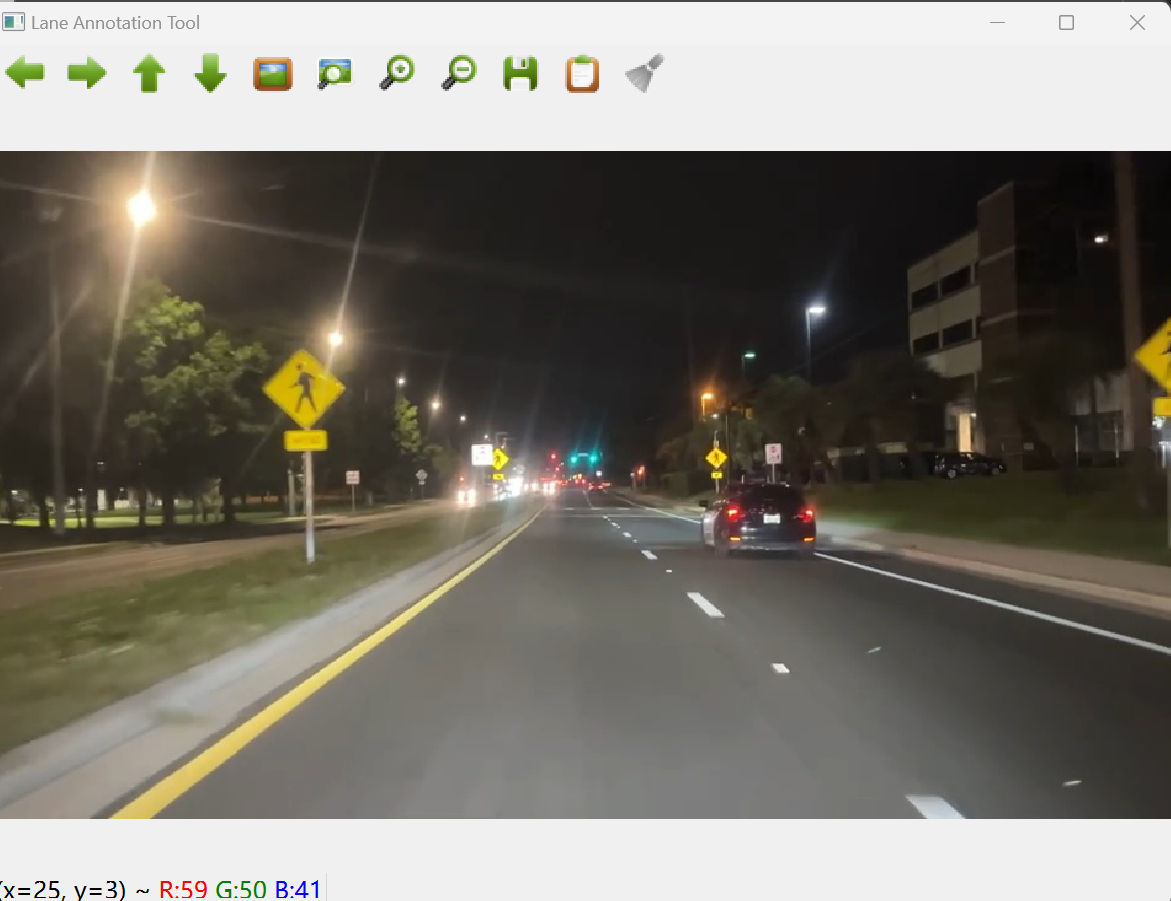 Lane Annotation Tool
(x=25, y=3) ~ R:59 G:50 B:41